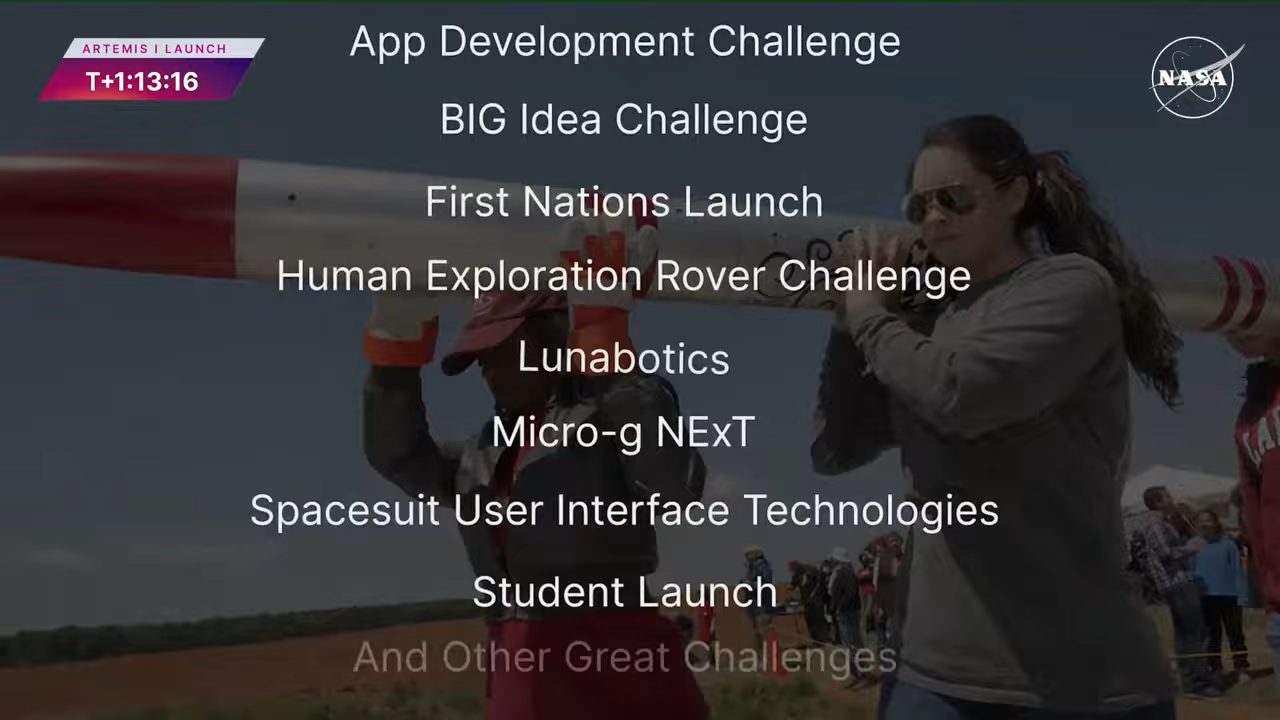 ARTEMIS I LAUNCH
T+1:13:16
NASA
App Development Challenge
BIG Idea Challenge
First Nations Launch
Human Exploration Rover Challenge
Lunabotics
Micro-g NExT
Spacesuit User Interface Technologies
Student Launch
And Other Great Challenges